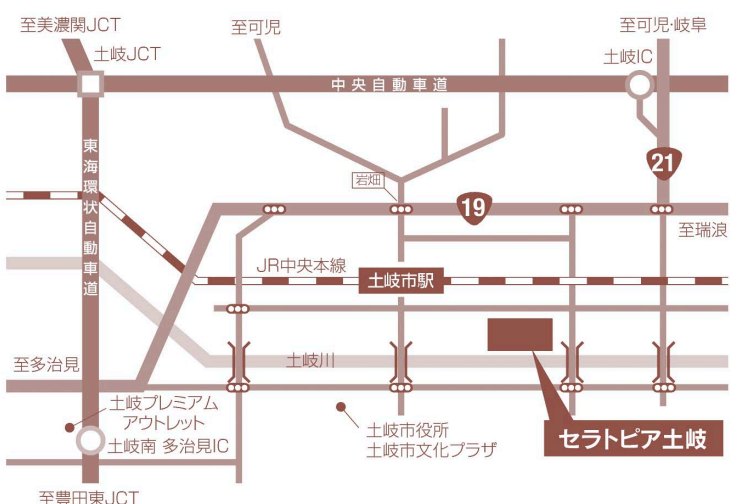 至美濃関JCT
至可児
至可児・岐阜
土岐JCT
土岐IC
中央自動車道
東海環状自動車道
21
岩畑
19
至瑞浪
JR中央本線
土岐市駅
至多治見
土岐川
土岐プレミアム
アウトレット
土岐市役所
土岐市文化プラザ
セラトピア土岐
土岐南 多治見IC
至豊田東JCT